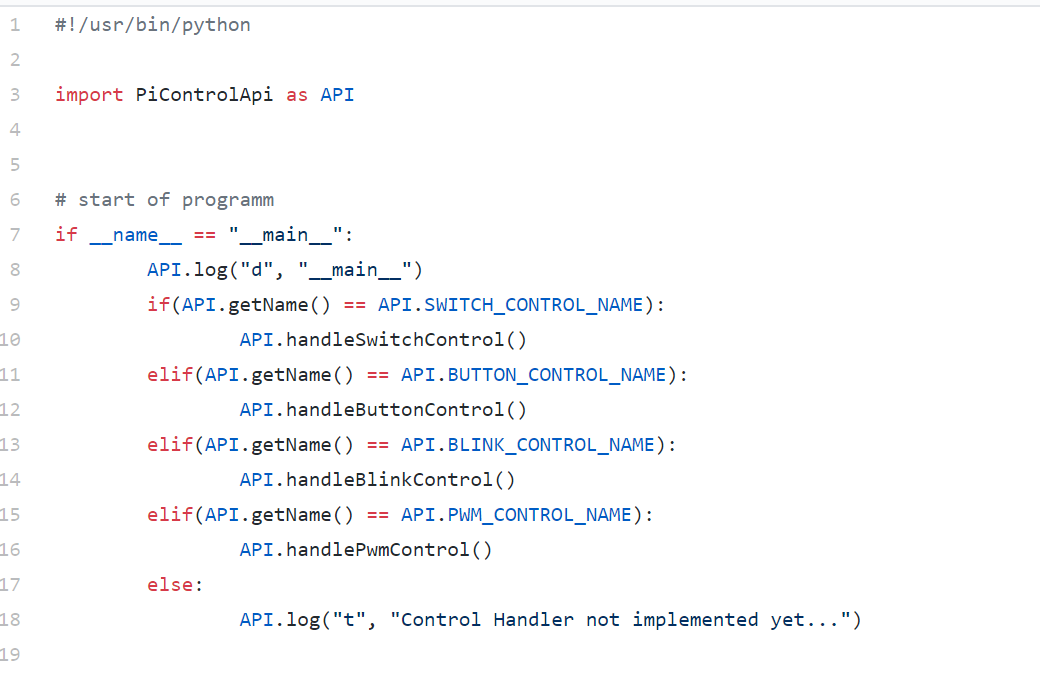 1 #!/usr/bin/python
2
3 import PiControlApi as API
4
5
6 # start of programm
7 if __name__ == "__main__":
8 API.log("d", "__main__")
9 if(API.getName() == API.SWITCH_CONTROL_NAME):
10 API.handleSwitchControl()
11 elif(API.getName() == API.BUTTON_CONTROL_NAME):
12 API.handleButtonControl()
13 elif(API.getName() == API.BLINK_CONTROL_NAME):
14 API.handleBlinkControl()
15 elif(API.getName() == API.PWM_CONTROL_NAME):
16 API.handlePwmControl()
17 else:
18 API.log("t", "Control Handler not implemented yet...")
19